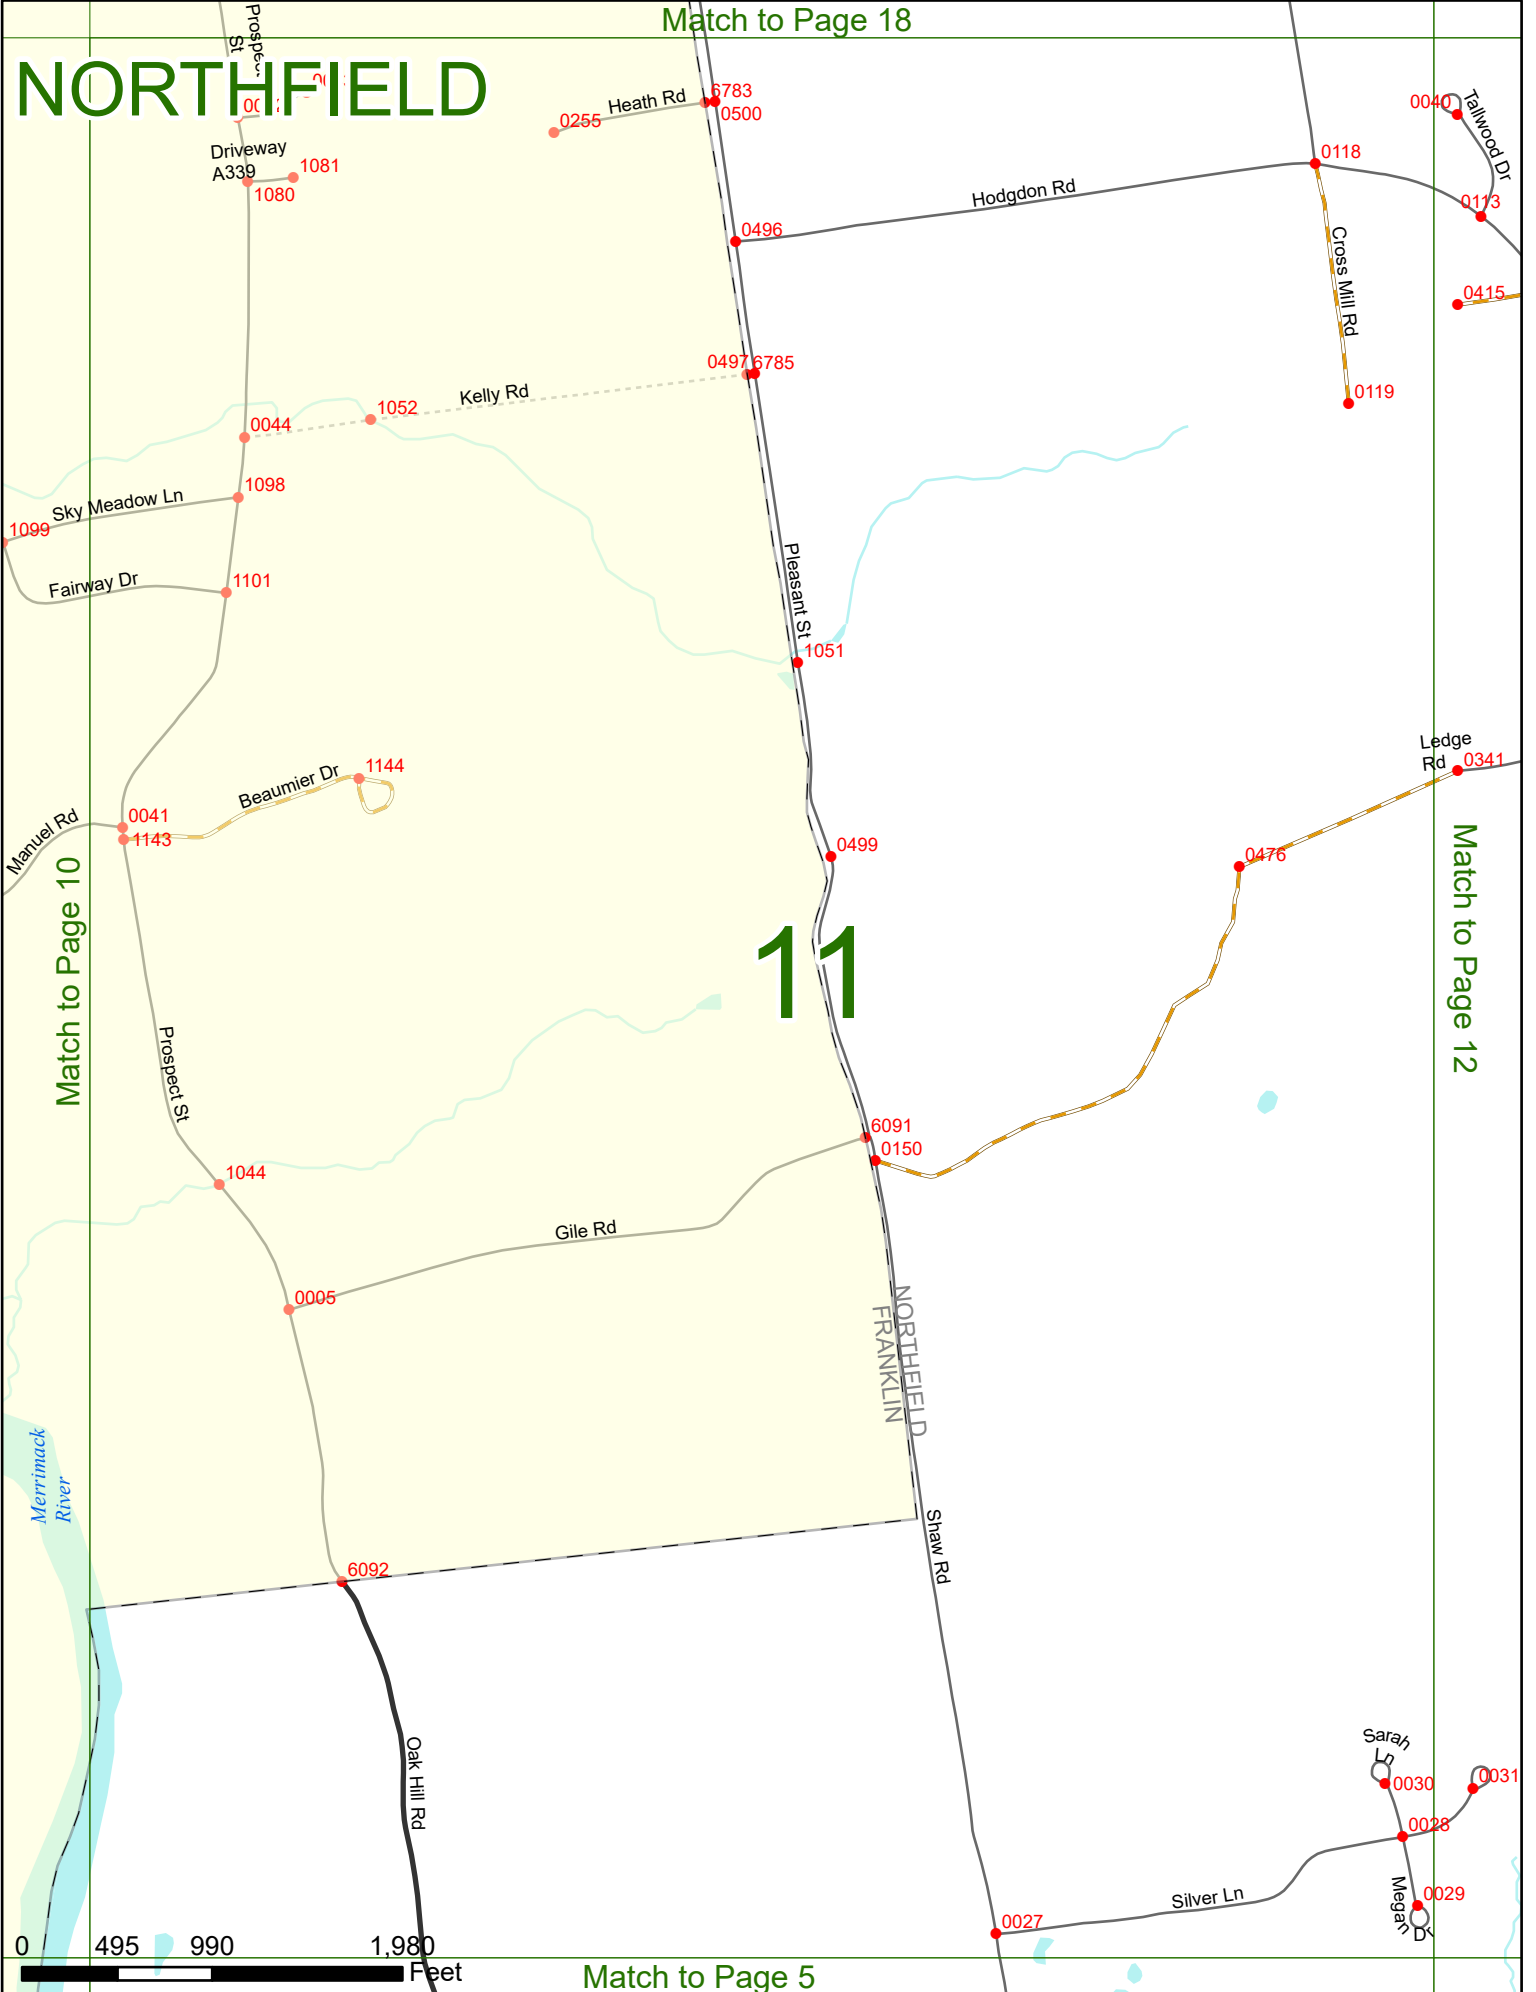 Match to Page 18
NORTHFIELD
St
Heath Rd
6783
0500
0255
0040
Tallwood Dr
Driveway
A339
1081
1080
0118
0113
Hodgdon Rd
0496
Cross Mill Rd
0415
0497
6785
Kelly Rd
1052
0044
0119
1098
Sky Meadow Ln
1099
Fairway Dr
1101
Pleasant St
1051
Ledge
Rd
0341
Beaumier Dr
1144
0041
1143
Manuel Rd
0499
0476
Match to Page 10
Match to Page 12
11
Prospect St
6091
0150
1044
Gile Rd
0005
NORTHFIELD
FRANKLIN
Merrimack
River
Shaw Rd
6092
Oak Hill Rd
Sarah
Ln
0030
0031
0028
Megan Dr
0029
Silver Ln
0027
0 495 990 1,980
Feet
Match to Page 5